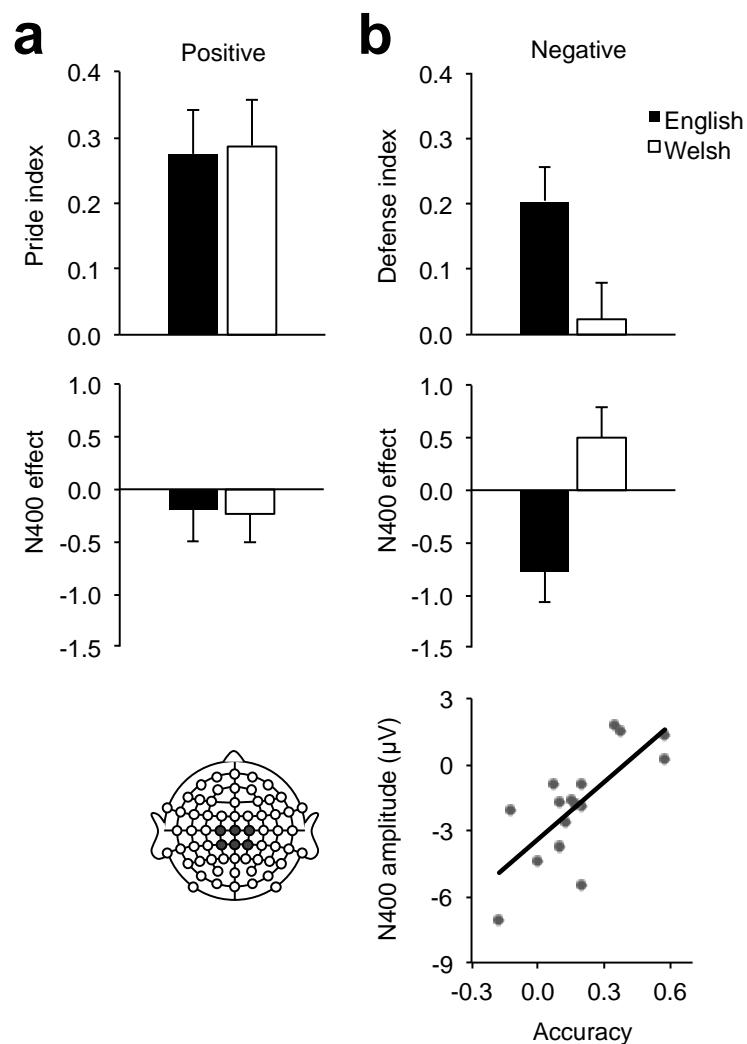 a
Positive
0.4
0.3
0.2
0.1
0.0
Pride index
1.0
0.5
0.0
-0.5
-1.0
-1.5
N400 effect
b
Negative
0.4
0.3
0.2
0.1
0.0
Defense index
English
Welsh
1.0
0.5
0.0
-0.5
-1.0
-1.5
N400 effect
3
0
-3
-6
-9
N400 amplitude (µV)
-0.3 0.0 0.3 0.6
Accuracy